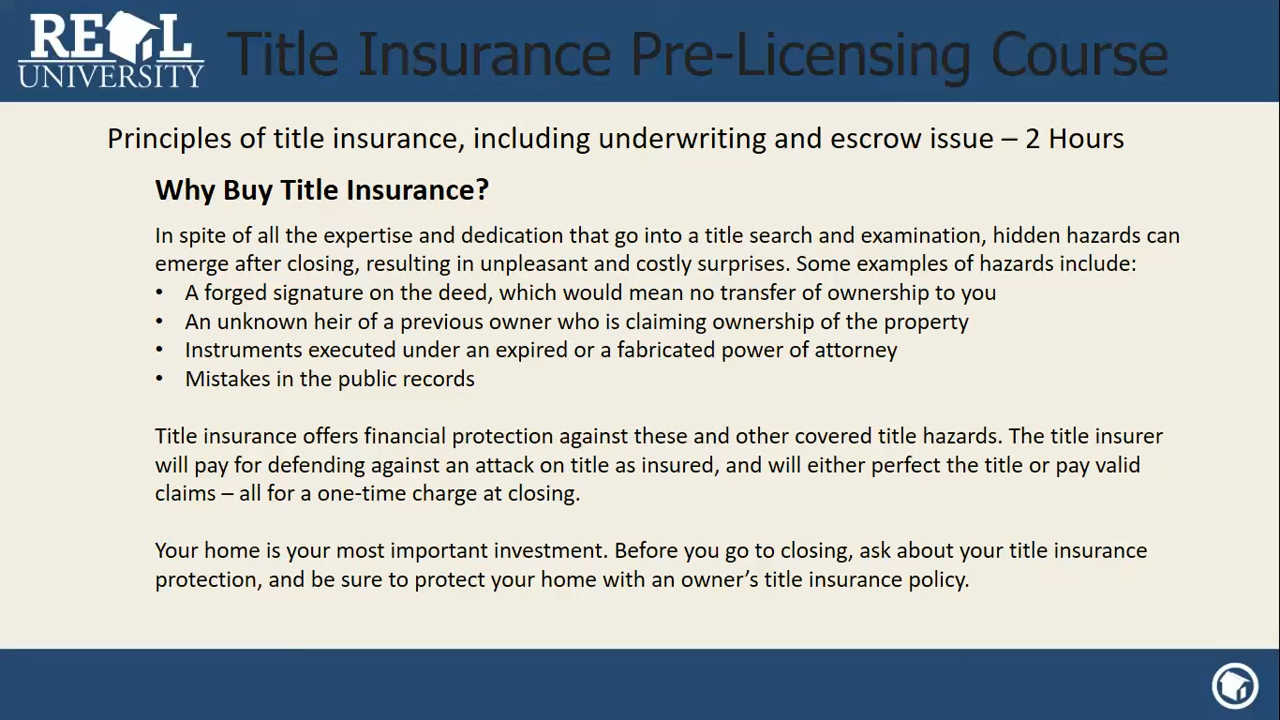 REAL
UNIVERSITY
Title Insurance Pre-Licensing Course
Principles of title insurance, including underwriting and escrow issue – 2 Hours
Why Buy Title Insurance?
In spite of all the expertise and dedication that go into a title search and examination, hidden hazards can
emerge after closing, resulting in unpleasant and costly surprises. Some examples of hazards include:
• A forged signature on the deed, which would mean no transfer of ownership to you
• An unknown heir of a previous owner who is claiming ownership of the property
• Instruments executed under an expired or a fabricated power of attorney
• Mistakes in the public records
Title insurance offers financial protection against these and other covered title hazards. The title insurer
will pay for defending against an attack on title as insured, and will either perfect the title or pay valid
claims – all for a one-time charge at closing.
Your home is your most important investment. Before you go to closing, ask about your title insurance
protection, and be sure to protect your home with an owner’s title insurance policy.